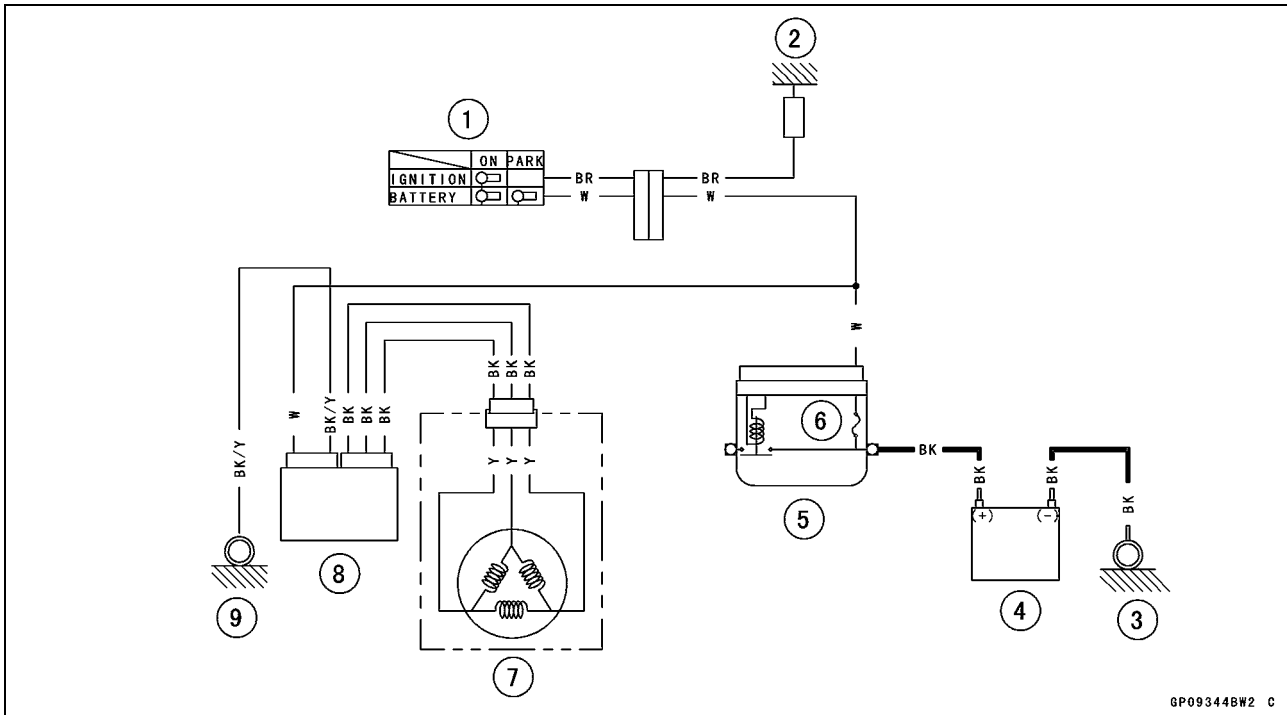 2
1
ON PARK
IGNITION
BATTERY
BR
BR
W
W
W
BK
BK
BK
W
BK/Y
BK
BK
BK
BK/Y
Y
Y
Y
6
BK
BK
BK
BK
(+)
(-)
5
8
9
7
4
3
GP09344BW2 C